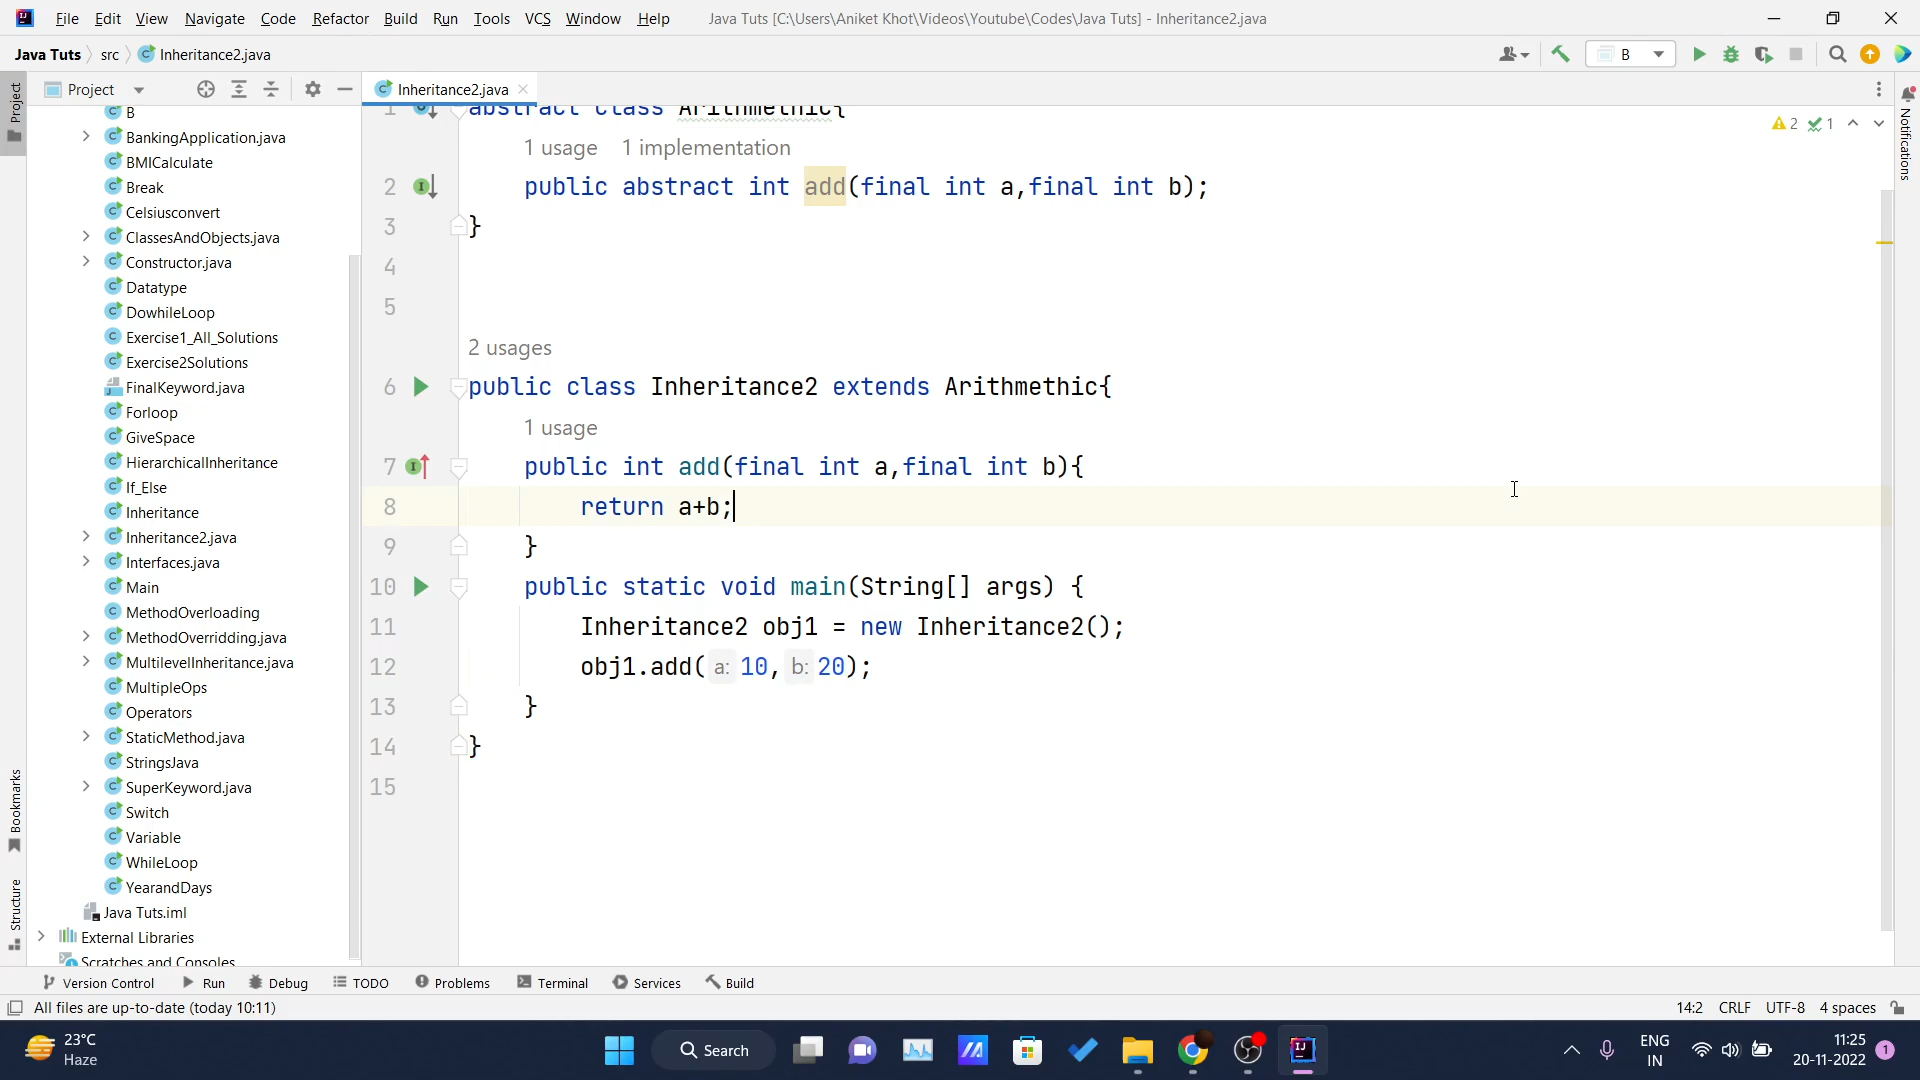 File Edit View Navigate Code Refactor Build Run Tools VCS Window Help Java Tuts [C:\Users\Aniket Khot\Videos\Youtube\Codes\Java Tuts] - Inheritance2.java
Java Tuts src Inheritance2.java B
Project Project Inheritance2.java
B
BankingApplication.java
BMICalculate
Break
Celsiusconvert
ClassesAndObjects.java
Constructor.java
Datatype
DowhileLoop
Exercise1_All_Solutions
Exercise2Solutions
FinalKeyword.java
Forloop
GiveSpace
HierarchicalInheritance
If_Else
Inheritance
Inheritance2.java
Interfaces.java
Main
MethodOverloading
MethodOverridding.java
MultilevelInheritance.java
MultipleOps
Operators
StaticMethod.java
StringsJava
SuperKeyword.java
Switch
Variable
WhileLoop
YearandDays
Java Tuts.iml
External Libraries
Scratches and Consoles
Bookmarks
Structure
1 abstract class Arithmethic{
1 usage 1 implementation
2 public abstract int add(final int a,final int b);
3 }
4
5
2 usages
6 public class Inheritance2 extends Arithmethic{
1 usage
7 public int add(final int a,final int b){
8 return a+b;
9 }
10 public static void main(String[] args) {
11 Inheritance2 obj1 = new Inheritance2();
12 obj1.add( a: 10, b: 20);
13 }
14 }
15
2 1
Notifications
Version Control Run Debug TODO Problems Terminal Services Build
All files are up-to-date (today 10:11) 14:2 CRLF UTF-8 4 spaces
23°C
Haze
Search
ENG
IN
11:25
20-11-2022
1